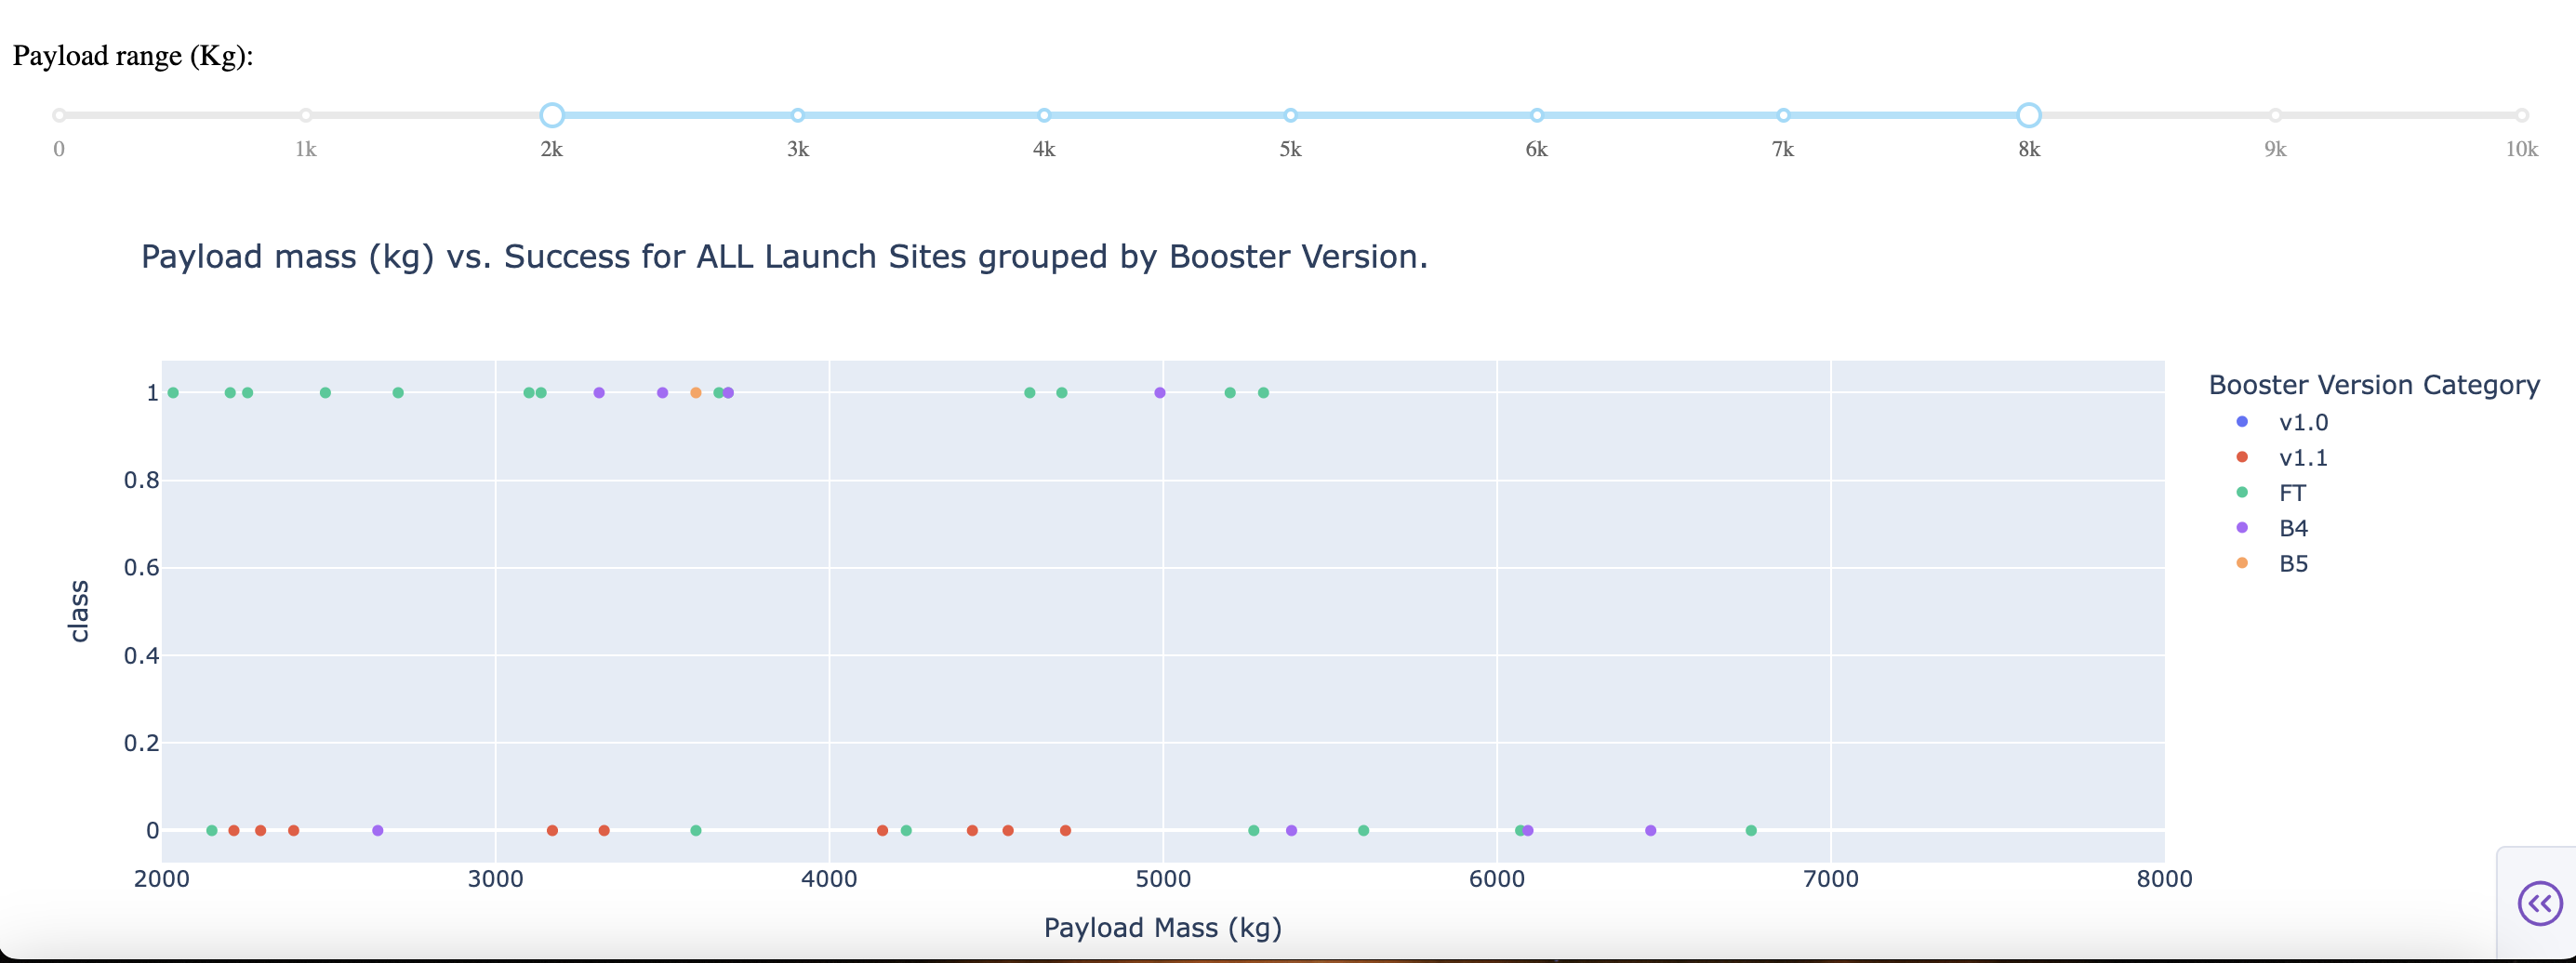 Payload range (Kg):
0 1k 2k 3k 4k 5k 6k 7k 8k 9k 10k
Payload mass (kg) vs. Success for ALL Launch Sites grouped by Booster Version.
Booster Version Category
v1.0
v1.1
FT
B4
B5
1
0.8
0.6
0.4
0.2
0
class
2000 3000 4000 5000 6000 7000 8000
Payload Mass (kg)